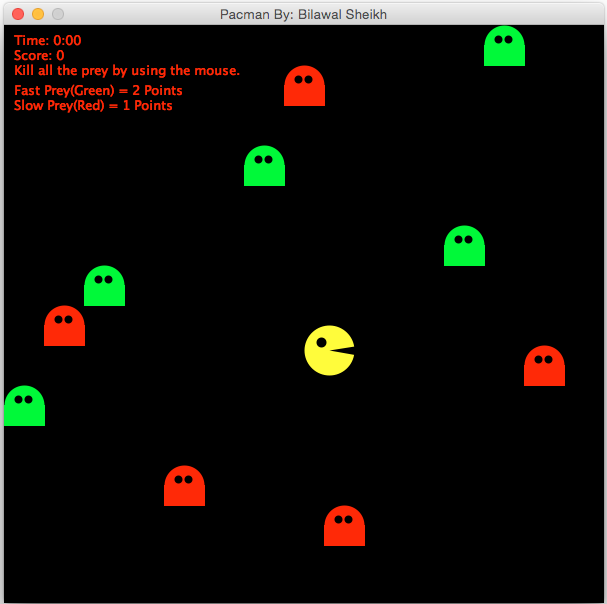 Pacman By: Bilawal Sheikh
Time: 0:00
Score: 0
Kill all the prey by using the mouse.
Fast Prey(Green) = 2 Points
Slow Prey(Red) = 1 Points